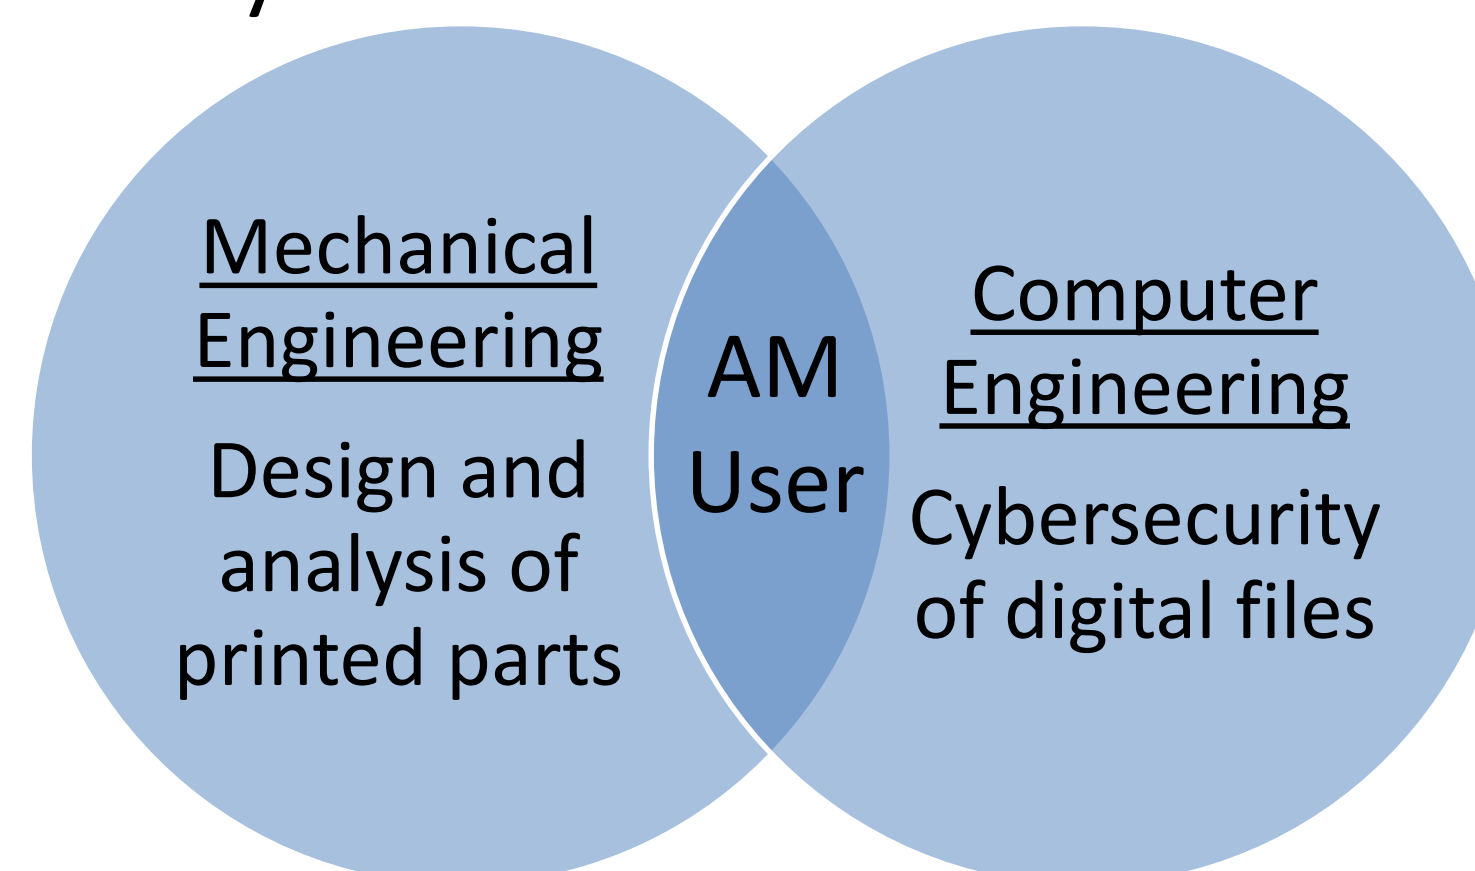 Mechanical
Engineering
Design and
analysis of
printed parts
AM
User
Computer
Engineering
Cybersecurity
of digital files